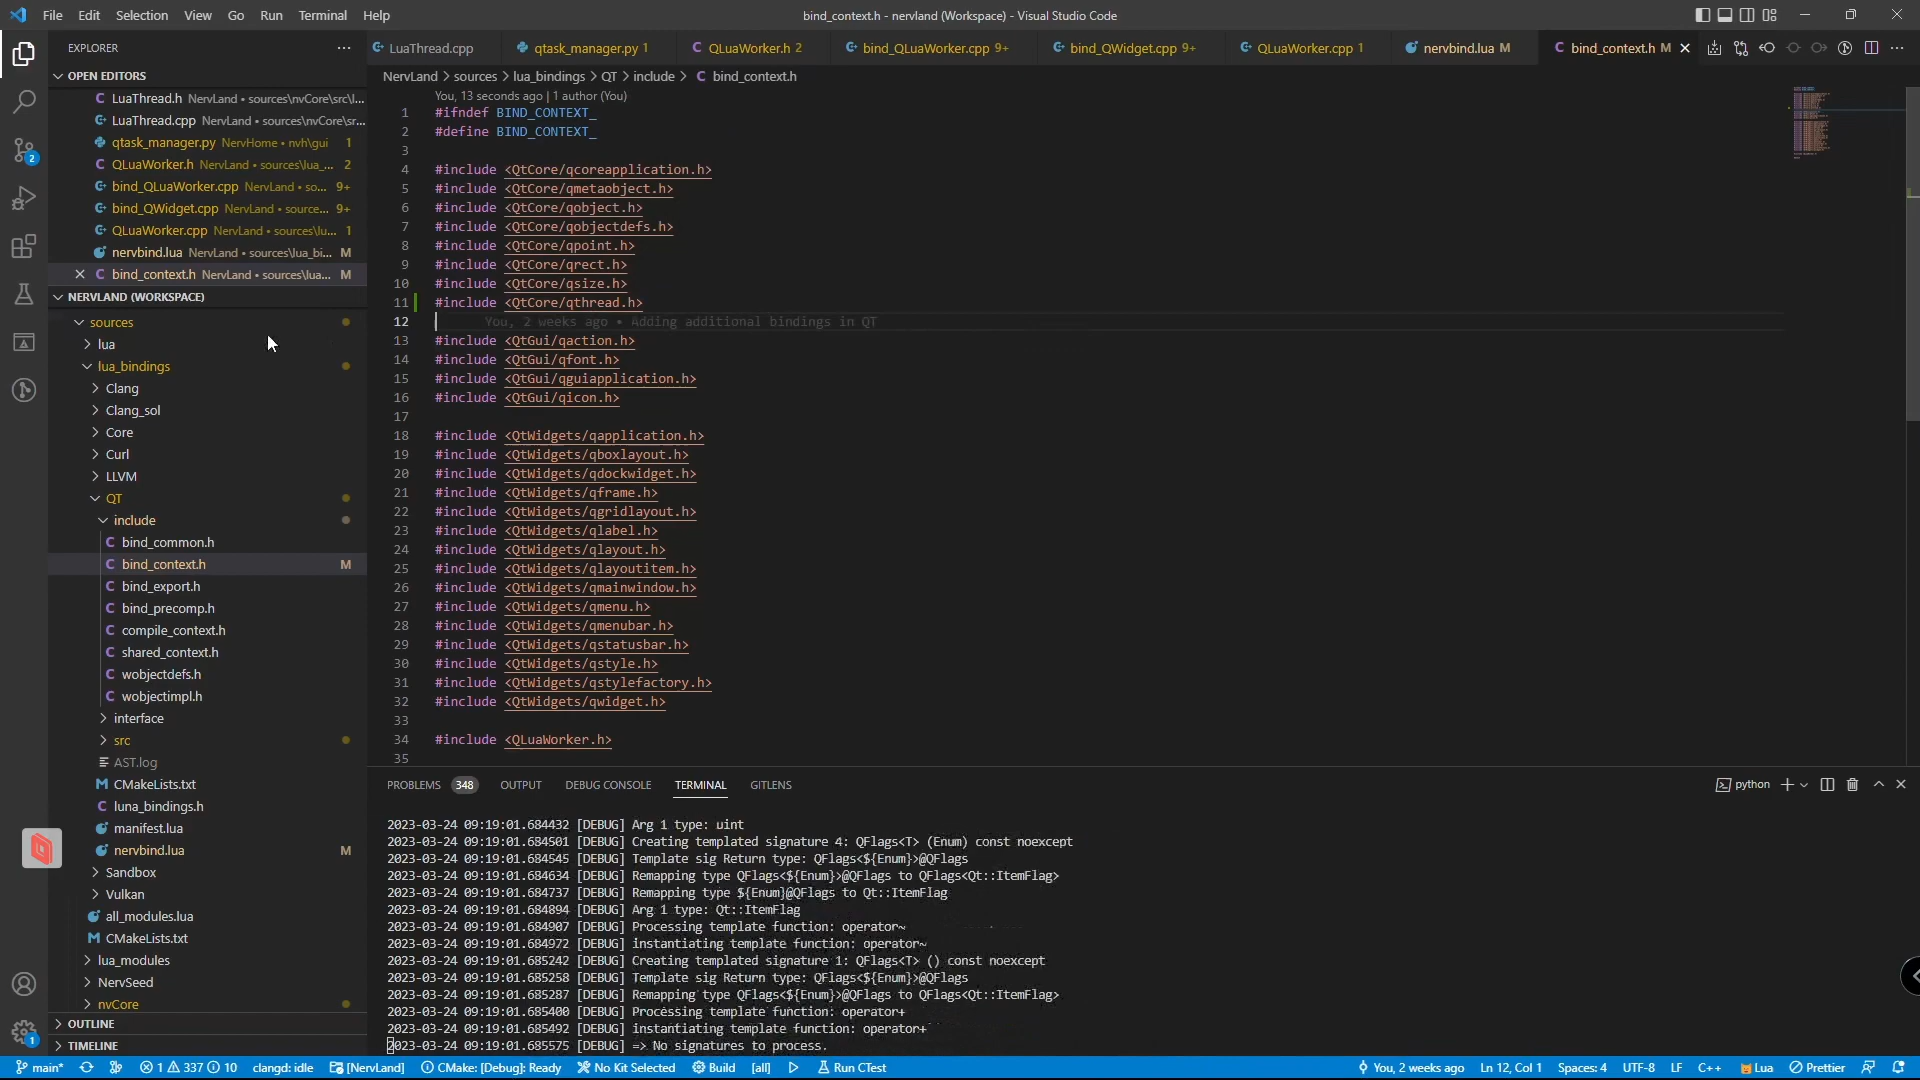 File Edit Selection View Go Run Terminal Help
bind_context.h - nervland (Workspace) - Visual Studio Code
EXPLORER
OPEN EDITORS
LuaThread.h NervLand • sources\nvCore\src\l...
LuaThread.cpp NervLand • sources\nvCore\sr...
qtask_manager.py NervHome • nvh\gui 1
QLuaWorker.h NervLand • sources\lua_... 2
bind_QLuaWorker.cpp NervLand • so... 9+
bind_QWidget.cpp NervLand • source... 9+
QLuaWorker.cpp NervLand • sources\lu... 1
nervbind.lua NervLand • sources\lua_bi... M
bind_context.h NervLand • sources\lua... M
NERVLAND (WORKSPACE)
sources
lua
lua_bindings
Clang
Clang_sol
Core
Curl
LLVM
QT
include
bind_common.h
bind_context.h M
bind_export.h
bind_precomp.h
compile_context.h
shared_context.h
wobjectdefs.h
wobjectimpl.h
interface
src
AST.log
CMakeLists.txt
luna_bindings.h
manifest.lua
nervbind.lua M
Sandbox
Vulkan
all_modules.lua
CMakeLists.txt
lua_modules
NervSeed
nvCore
OUTLINE
TIMELINE
LuaThread.cpp qtask_manager.py 1 QLuaWorker.h 2 bind_QLuaWorker.cpp 9+ bind_QWidget.cpp 9+ QLuaWorker.cpp 1 nervbind.lua M bind_context.h M
NervLand > sources > lua_bindings > QT > include > C bind_context.h
You, 13 seconds ago | 1 author (You)
1 #ifndef BIND_CONTEXT_
2 #define BIND_CONTEXT_
3
4 #include <QtCore/qcoreapplication.h>
5 #include <QtCore/qmetaobject.h>
6 #include <QtCore/qobject.h>
7 #include <QtCore/qobjectdefs.h>
8 #include <QtCore/qpoint.h>
9 #include <QtCore/qrect.h>
10 #include <QtCore/qsize.h>
11 #include <QtCore/qthread.h>
12 You, 2 weeks ago • Adding additional bindings in QT
13 #include <QtGui/qaction.h>
14 #include <QtGui/qfont.h>
15 #include <QtGui/qguiapplication.h>
16 #include <QtGui/qicon.h>
17
18 #include <QtWidgets/qapplication.h>
19 #include <QtWidgets/qboxlayout.h>
20 #include <QtWidgets/qdockwidget.h>
21 #include <QtWidgets/qframe.h>
22 #include <QtWidgets/qgridlayout.h>
23 #include <QtWidgets/qlabel.h>
24 #include <QtWidgets/qlayout.h>
25 #include <QtWidgets/qlayoutitem.h>
26 #include <QtWidgets/qmainwindow.h>
27 #include <QtWidgets/qmenu.h>
28 #include <QtWidgets/qmenubar.h>
29 #include <QtWidgets/qstatusbar.h>
30 #include <QtWidgets/qstyle.h>
31 #include <QtWidgets/qstylefactory.h>
32 #include <QtWidgets/qwidget.h>
33
34 #include <QLuaWorker.h>
35
PROBLEMS 348 OUTPUT DEBUG CONSOLE TERMINAL GITLENS
python
2023-03-24 09:19:01.684432 [DEBUG] Arg 1 type: uint
2023-03-24 09:19:01.684501 [DEBUG] Creating templated signature 4: QFlags<T> (Enum) const noexcept
2023-03-24 09:19:01.684545 [DEBUG] Template sig Return type: QFlags<${Enum}>@QFlags
2023-03-24 09:19:01.684634 [DEBUG] Remapping type QFlags<${Enum}>@QFlags to QFlags<Qt::ItemFlag>
2023-03-24 09:19:01.684737 [DEBUG] Remapping type ${Enum}@QFlags to Qt::ItemFlag
2023-03-24 09:19:01.684894 [DEBUG] Arg 1 type: Qt::ItemFlag
2023-03-24 09:19:01.684907 [DEBUG] Processing template function: operator~
2023-03-24 09:19:01.684972 [DEBUG] instantiating template function: operator~
2023-03-24 09:19:01.685242 [DEBUG] Creating templated signature 1: QFlags<T> () const noexcept
2023-03-24 09:19:01.685258 [DEBUG] Template sig Return type: QFlags<${Enum}>@QFlags
2023-03-24 09:19:01.685287 [DEBUG] Remapping type QFlags<${Enum}>@QFlags to QFlags<Qt::ItemFlag>
2023-03-24 09:19:01.685400 [DEBUG] Processing template function: operator+
2023-03-24 09:19:01.685492 [DEBUG] instantiating template function: operator+
2023-03-24 09:19:01.685575 [DEBUG] => No signatures to process.
main* 1 337 10 clangd: idle [NervLand] CMake: [Debug]: Ready No Kit Selected Build [all] Run CTest You, 2 weeks ago Ln 12, Col 1 Spaces: 4 UTF-8 LF C++ Lua Prettier